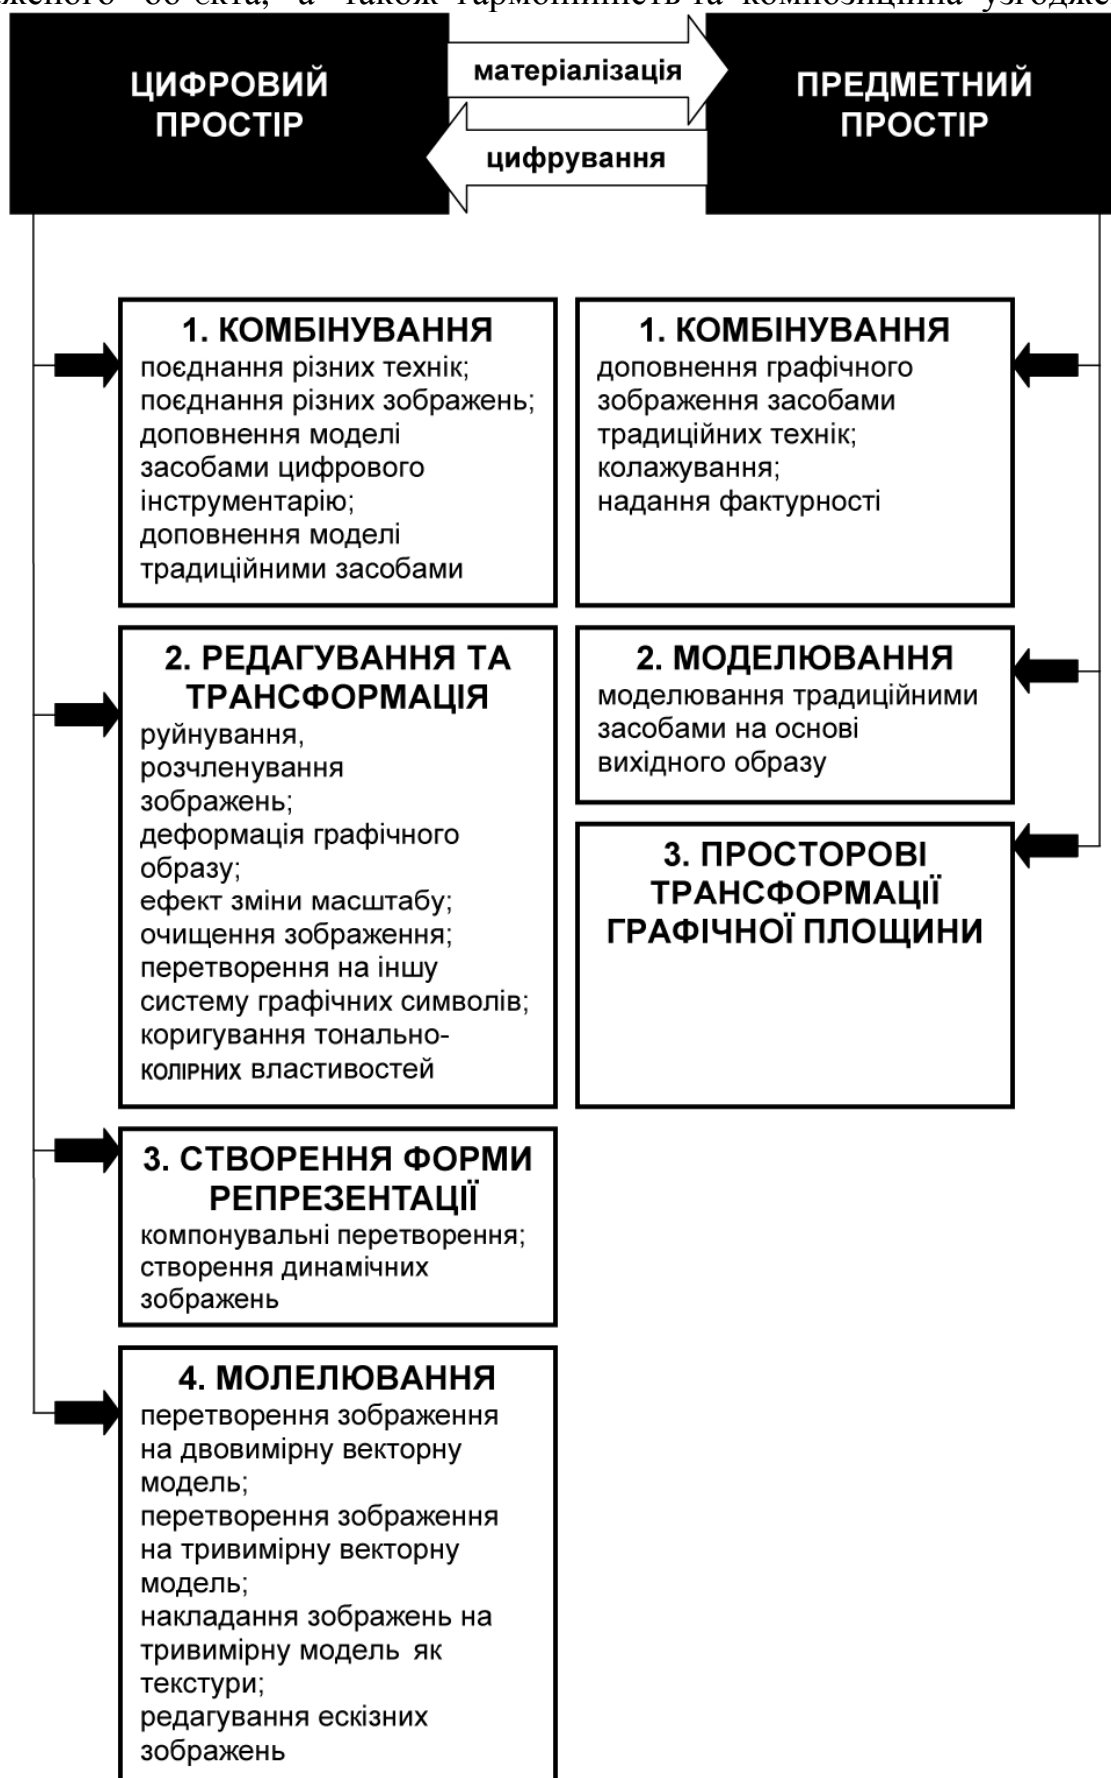 а також гармонійність та композиційна
ЦИФРОВИЙ
ПРОСТІР
матеріалізація
цифрування
ПРЕДМЕТНИЙ
ПРОСТІР
1. КОМБІНУВАННЯ
поєднання різних технік;
поєднання різних зображень;
доповнення моделі
засобами цифрового
інструментарію;
доповнення моделі
традиційними засобами
2. РЕДАГУВАННЯ ТА
ТРАНСФОРМАЦІЯ
руйнування,
розчленування
зображень;
деформація графічного
образу;
ефект зміни масштабу;
очищення зображення;
перетворення на іншу
систему графічних символів;
коригування тонально-
колірних властивостей
3. СТВОРЕННЯ ФОРМИ
РЕПРЕЗЕНТАЦІЇ
компонувальні перетворення;
створення динамічних
зображень
4. МОЛЕЛЮВАННЯ
перетворення зображення
на двовимірну векторну
модель;
перетворення зображення
на тривимірну векторну
модель;
накладання зображень на
тривимірну модель як
текстури;
редагування ескізних
зображень
1. КОМБІНУВАННЯ
доповнення графічного
зображення засобами
традиційних технік;
колажування;
надання фактурності
2. МОДЕЛЮВАННЯ
моделювання традиційними
засобами на основі
вихідного образу
3. ПРОСТОРОВІ
ТРАНСФОРМАЦІЇ
ГРАФІЧНОЇ ПЛОЩИНИ